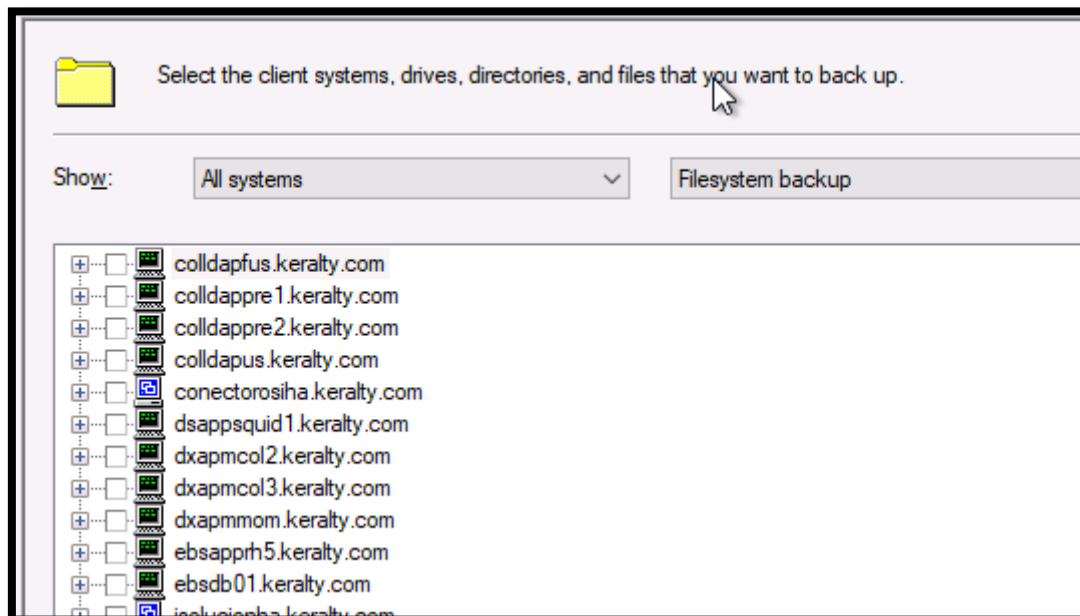 Select the client systems, drives, directories, and files that you want to back up.
Show: All systems Filesystem backup
colldapfus.keralty.com
colldappre1.keralty.com
colldappre2.keralty.com
colldapus.keralty.com
conectorosiha.keralty.com
dsappsquid1.keralty.com
dxapmcol2.keralty.com
dxapmcol3.keralty.com
dxapmmom.keralty.com
ebsapprh5.keralty.com
ebsdb01.keralty.com